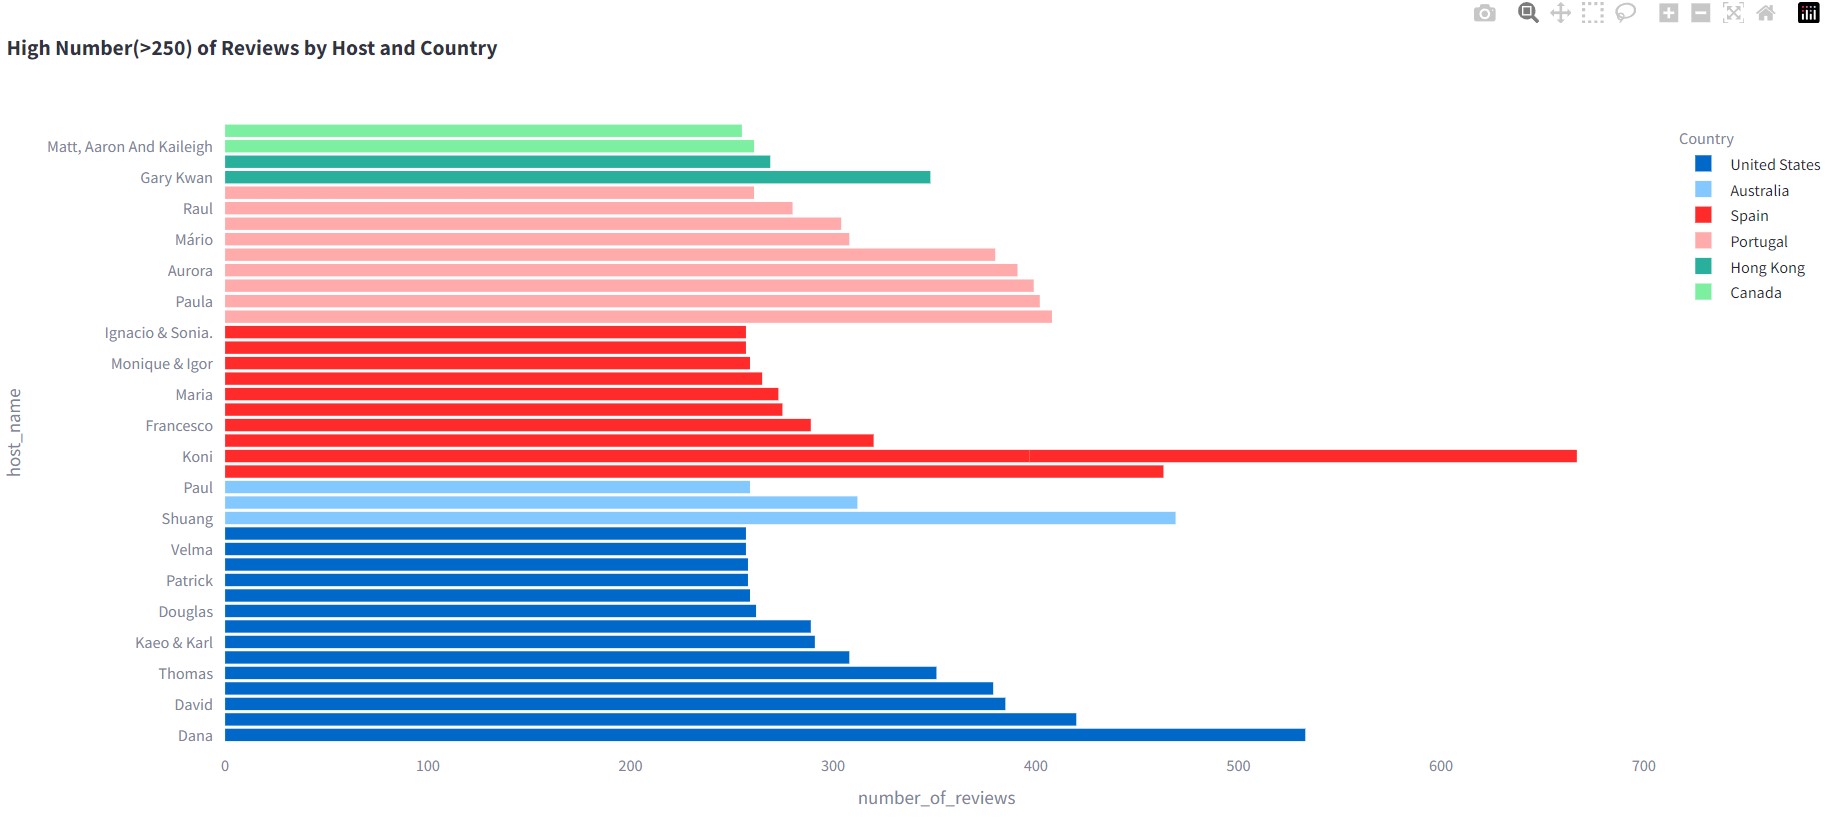 High Number(>250) of Reviews by Host and Country
Matt, Aaron And Kaileigh
Gary Kwan
Raul
Mário
Aurora
Paula
Ignacio & Sonia.
Monique & Igor
Maria
Francesco
Koni
Paul
Shuang
Velma
Patrick
Douglas
Kaeo & Karl
Thomas
David
Dana
host_name
0 100 200 300 400 500 600 700
number_of_reviews
Country
United States
Australia
Spain
Portugal
Hong Kong
Canada